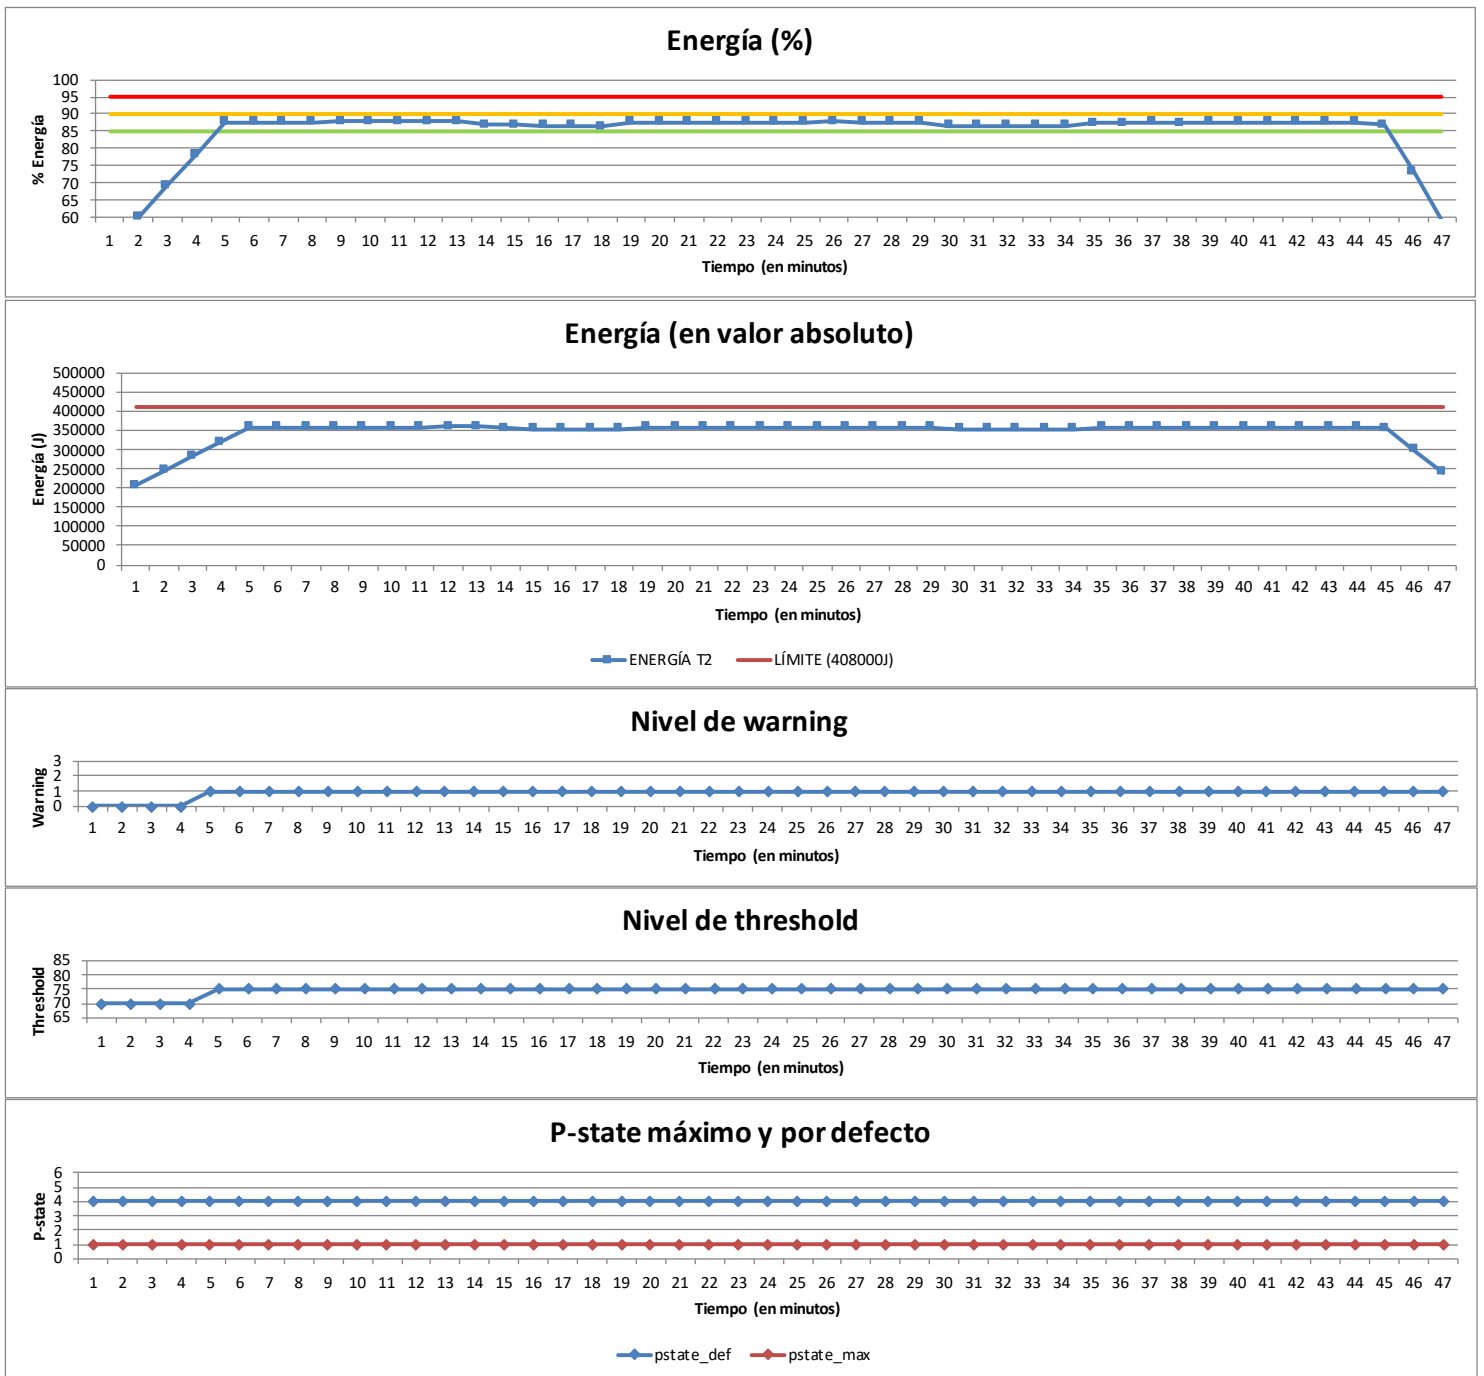 Energía (%)
% Energía
100
95
90
85
80
75
70
65
60
1 2 3 4 5 6 7 8 9 10 11 12 13 14 15 16 17 18 19 20 21 22 23 24 25 26 27 28 29 30 31 32 33 34 35 36 37 38 39 40 41 42 43 44 45 46 47
Tiempo (en minutos)
Energía (en valor absoluto)
Energía (J)
500000
450000
400000
350000
300000
250000
200000
150000
100000
50000
0
1 2 3 4 5 6 7 8 9 10 11 12 13 14 15 16 17 18 19 20 21 22 23 24 25 26 27 28 29 30 31 32 33 34 35 36 37 38 39 40 41 42 43 44 45 46 47
Tiempo (en minutos)
ENERGÍA T2 LÍMITE (408000J)
Nivel de warning
Warning
3
2
1
0
1 2 3 4 5 6 7 8 9 10 11 12 13 14 15 16 17 18 19 20 21 22 23 24 25 26 27 28 29 30 31 32 33 34 35 36 37 38 39 40 41 42 43 44 45 46 47
Tiempo (en minutos)
Nivel de threshold
Threshold
85
80
75
70
65
1 2 3 4 5 6 7 8 9 10 11 12 13 14 15 16 17 18 19 20 21 22 23 24 25 26 27 28 29 30 31 32 33 34 35 36 37 38 39 40 41 42 43 44 45 46 47
Tiempo (en minutos)
P-state máximo y por defecto
P-state
6
5
4
3
2
1
0
1 2 3 4 5 6 7 8 9 10 11 12 13 14 15 16 17 18 19 20 21 22 23 24 25 26 27 28 29 30 31 32 33 34 35 36 37 38 39 40 41 42 43 44 45 46 47
Tiempo (en minutos)
pstate_def pstate_max